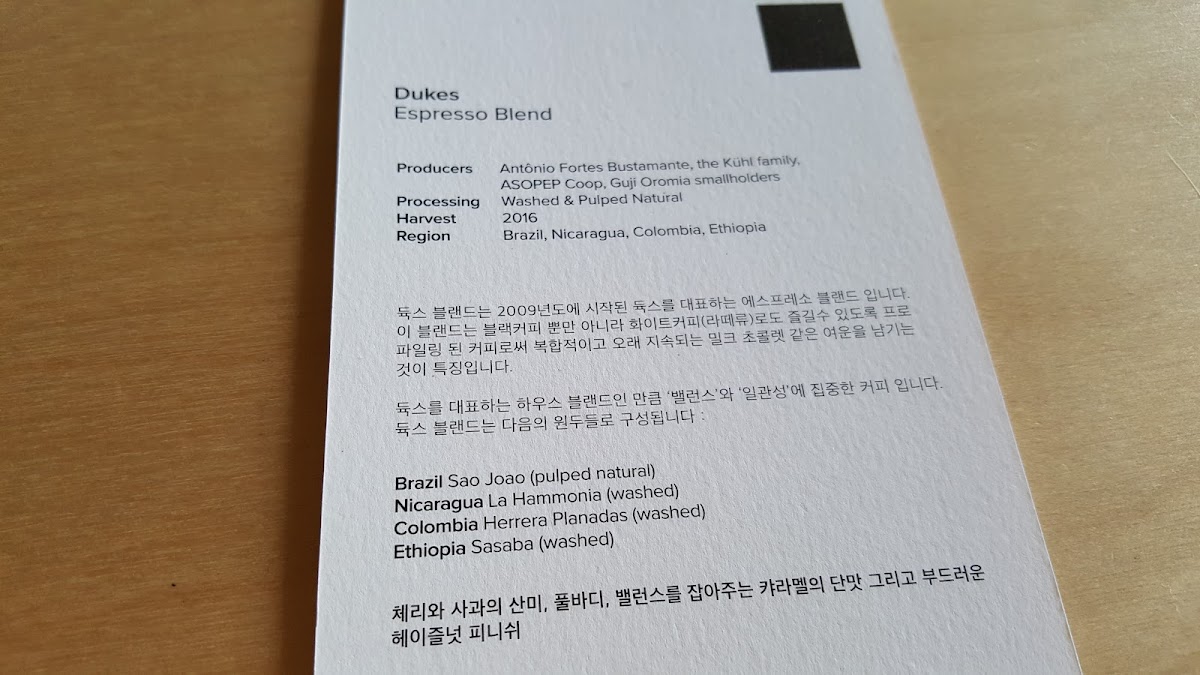 Dukes
Espresso Blend
Producers Antônio Fortes Bustamante, the Kühl family,
ASOPEP Coop, Guji Oromia smallholders
Processing Washed & Pulped Natural
Harvest 2016
Region Brazil, Nicaragua, Colombia, Ethiopia
듁스 블랜드는 2009년도에 시작된 듁스를 대표하는 에스프레소 블랜드 입니다.
이 블랜드는 블랙커피 뿐만 아니라 화이트커피(라떼류)로도 즐길수 있도록 프로
파일링 된 커피로써 복합적이고 오래 지속되는 밀크 초콜렛 같은 여운을 남기는
것이 특징입니다.
듁스를 대표하는 하우스 블랜드인 만큼 '밸런스'와 '일관성'에 집중한 커피 입니다.
듁스 블랜드는 다음의 원두들로 구성됩니다 :
Brazil Sao Joao (pulped natural)
Nicaragua La Hammonia (washed)
Colombia Herrera Planadas (washed)
Ethiopia Sasaba (washed)
체리와 사과의 산미, 풀바디, 밸런스를 잡아주는 캬라멜의 단맛 그리고 부드러운
헤이즐넛 피니쉬